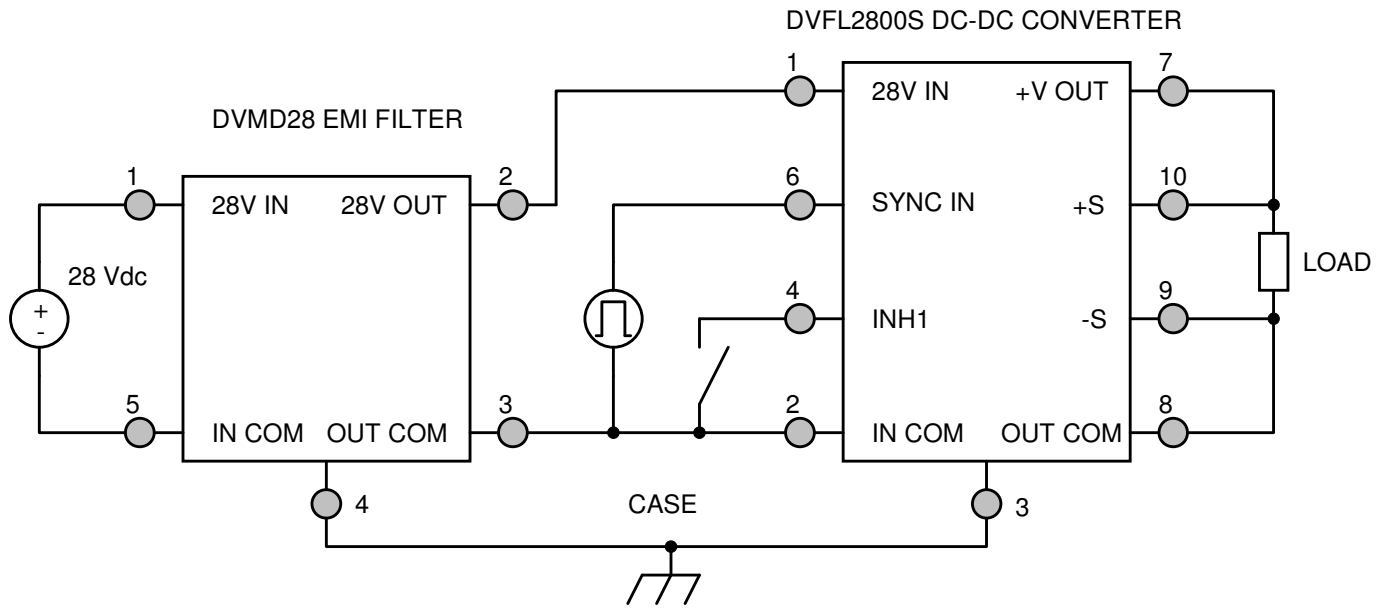 DVFL2800S DC-DC CONVERTER
1
7
28V IN
+V OUT
DVMD28 EMI FILTER
1
2
6
10
28V IN
28V OUT
SYNC IN
+S
28 Vdc
+
-
LOAD
4
9
INH1
-S
5
3
2
8
IN COM
OUT COM
IN COM
OUT COM
4
CASE
3